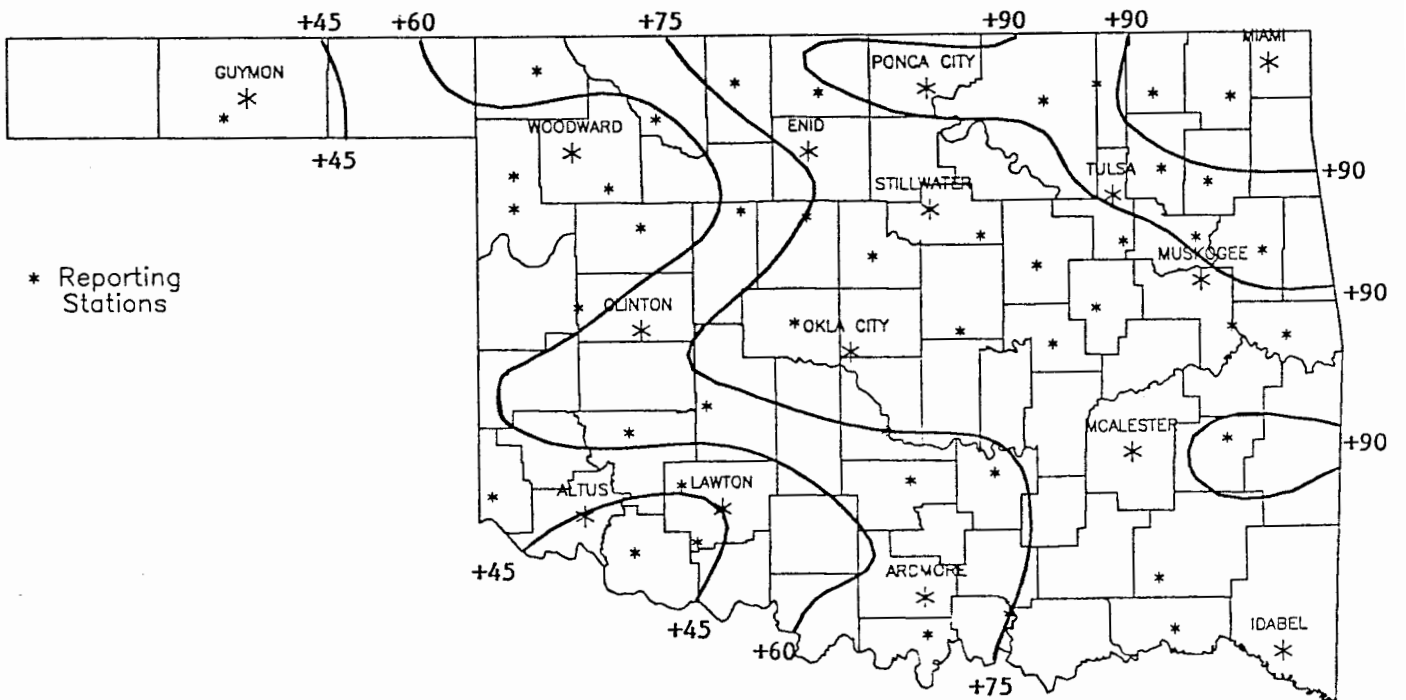 +45 +60 +75 +90 +90
MIAMI
PONCA CITY
GUYMON
WOODWARD
ENID
+45
TULSA
+90
STILLWATER
MUSKOGEE
* Reporting
Stations
+90
CLINTON
OKLA CITY
MCALESTER
+90
ALTUS
LAWTON
+45
ARDMORE
+45
IDABEL
+60
+75